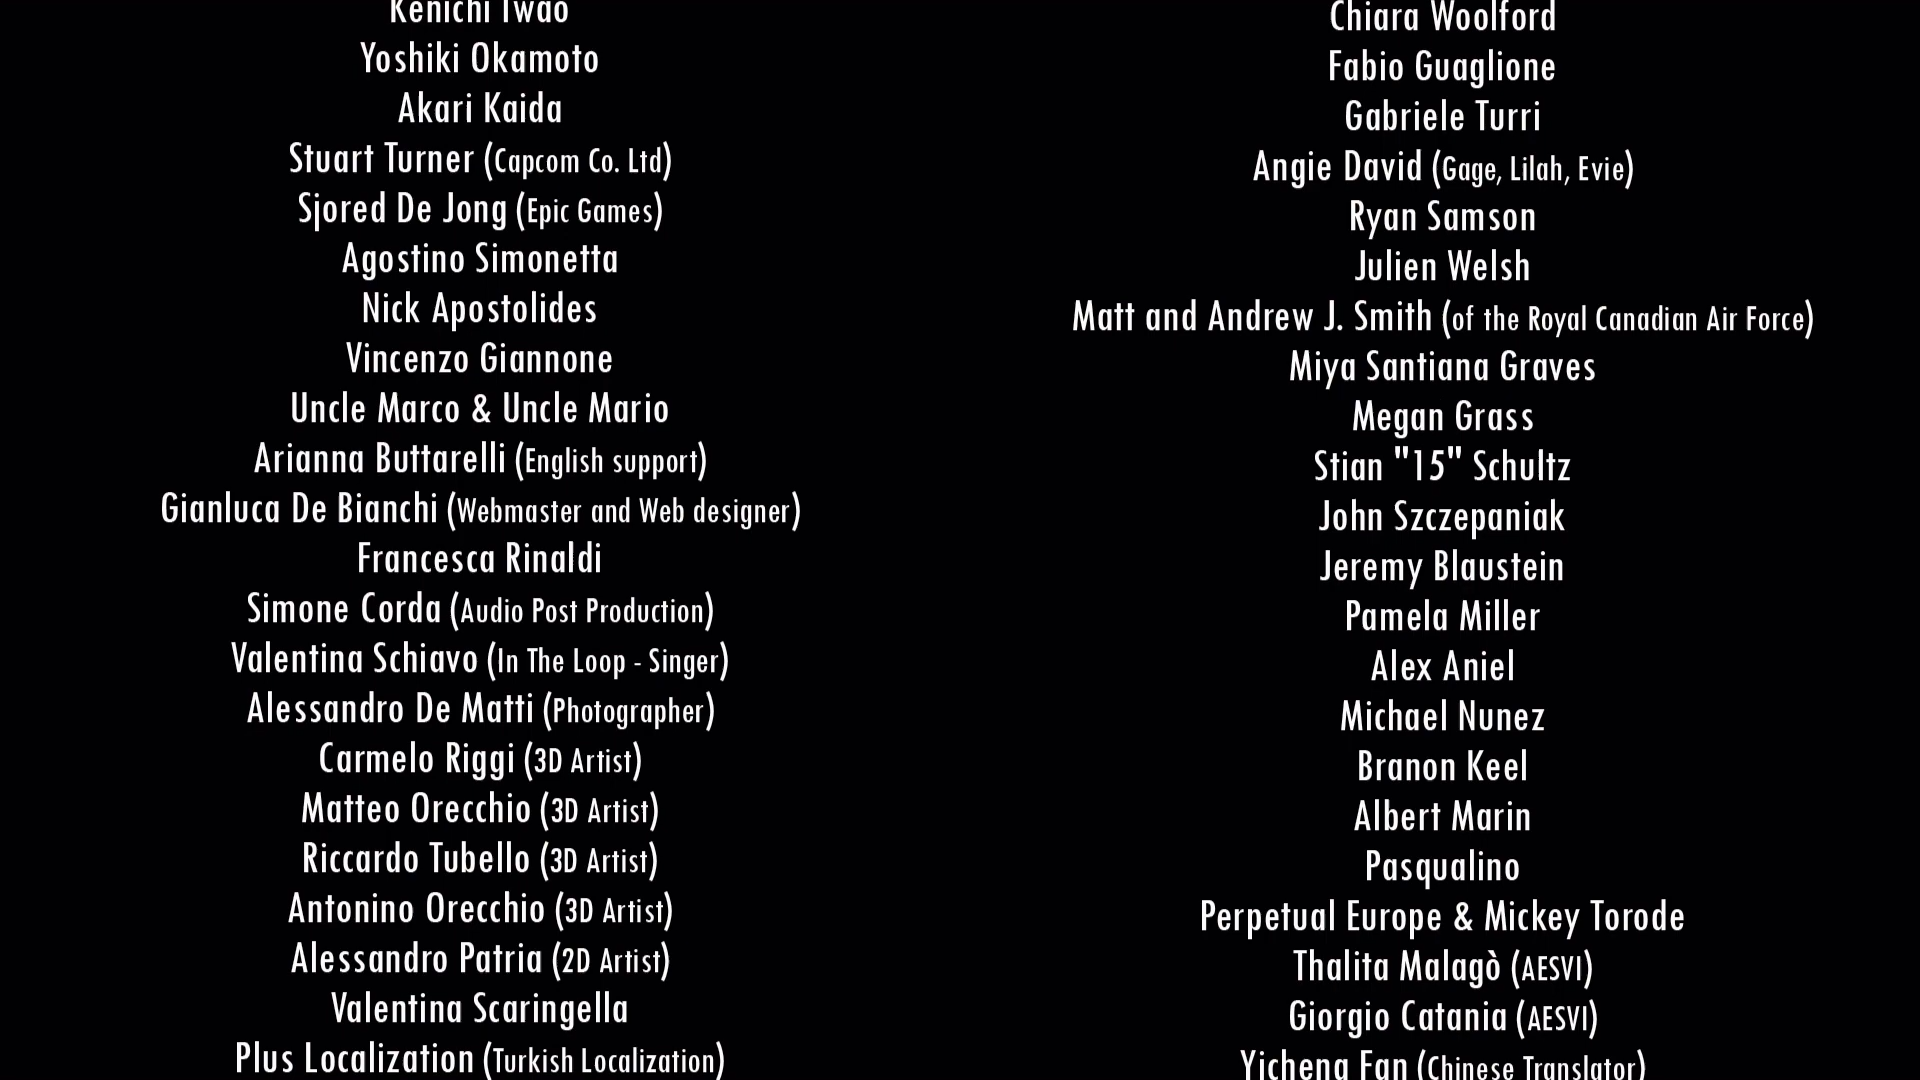 Kenichi Iwao
Yoshiki Okamoto
Akari Kaida
Stuart Turner (Capcom Co. Ltd)
Sjored De Jong (Epic Games)
Agostino Simonetta
Nick Apostolides
Vincenzo Giannone
Uncle Marco & Uncle Mario
Arianna Buttarelli (English support)
Gianluca De Bianchi (Webmaster and Web designer)
Francesca Rinaldi
Simone Corda (Audio Post Production)
Valentina Schiavo (In The Loop - Singer)
Alessandro De Matti (Photographer)
Carmelo Riggi (3D Artist)
Matteo Orecchio (3D Artist)
Riccardo Tubello (3D Artist)
Antonino Orecchio (3D Artist)
Alessandro Patria (2D Artist)
Valentina Scaringella
Plus Localization (Turkish Localization)
Chiara Woolford
Fabio Guaglione
Gabriele Turri
Angie David (Gage, Lilah, Evie)
Ryan Samson
Julien Welsh
Matt and Andrew J. Smith (of the Royal Canadian Air Force)
Miya Santiana Graves
Megan Grass
Stian "15" Schultz
John Szczepaniak
Jeremy Blaustein
Pamela Miller
Alex Aniel
Michael Nunez
Branon Keel
Albert Marin
Pasqualino
Perpetual Europe & Mickey Torode
Thalita Malagò (AESVI)
Giorgio Catania (AESVI)
Yicheng Fan (Chinese Translator)